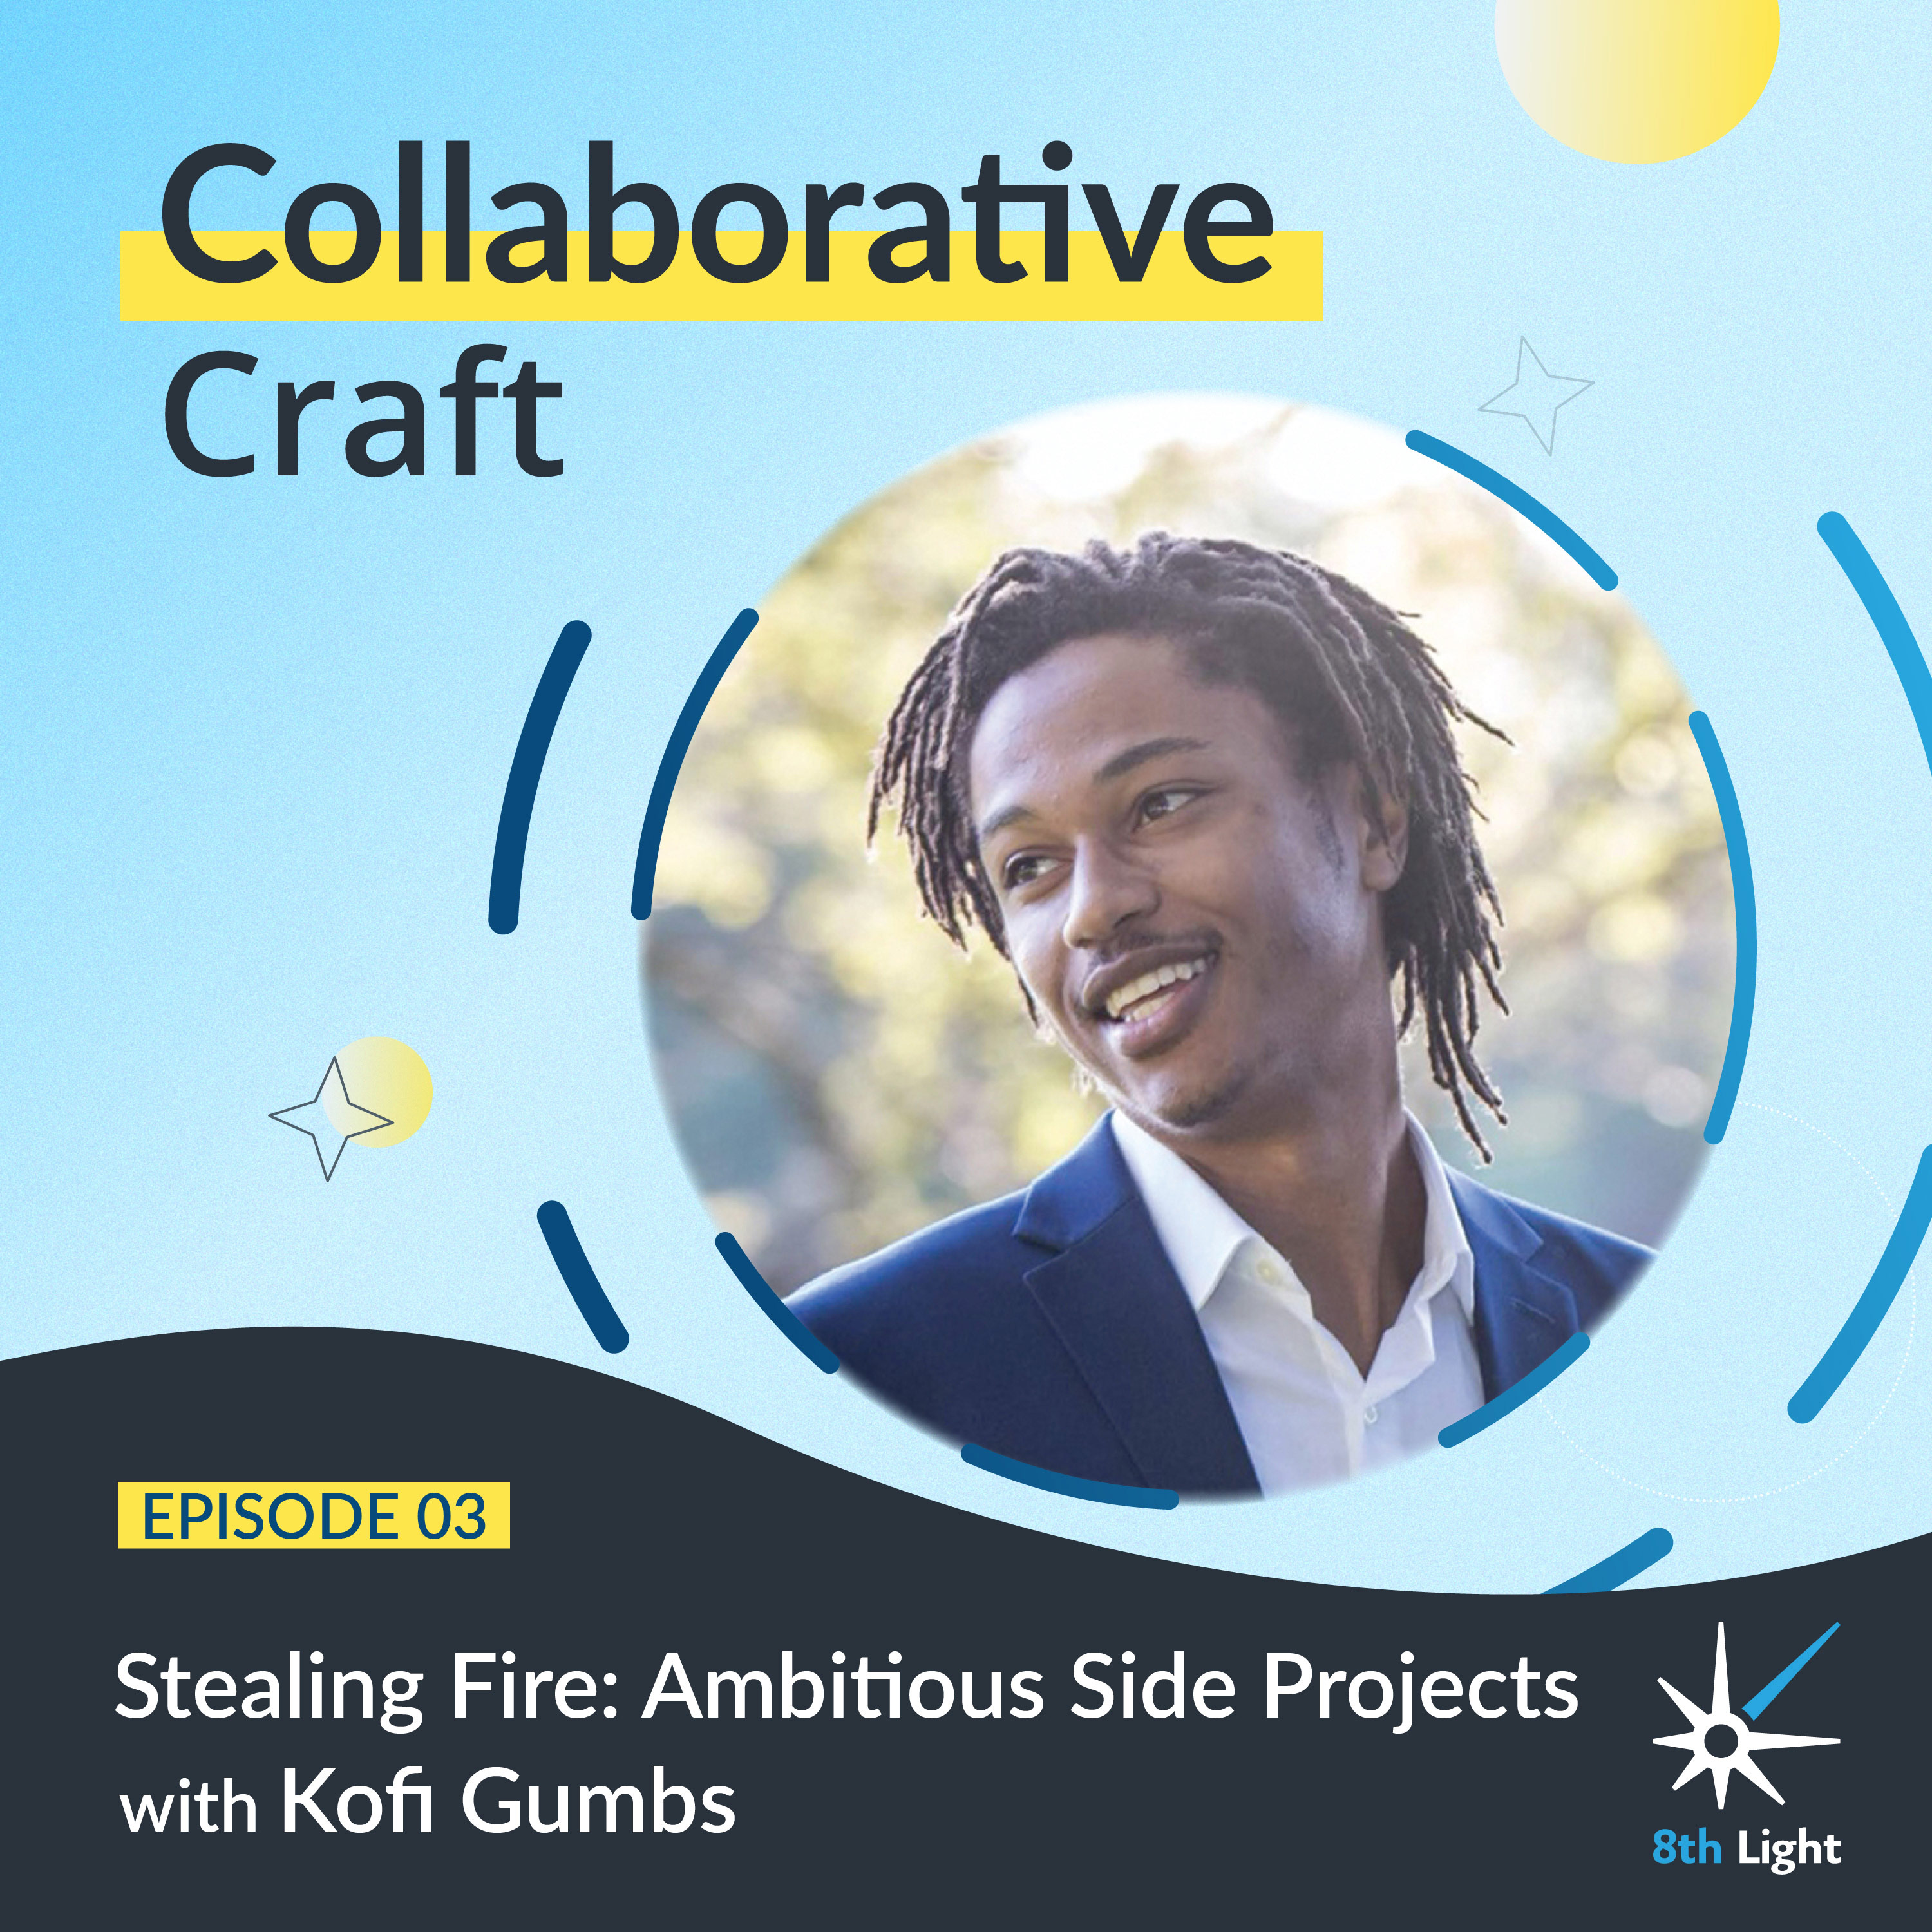 Collaborative
Craft
EPISODE 03
Stealing Fire: Ambitious Side Projects
with Kofi Gumbs
8th Light